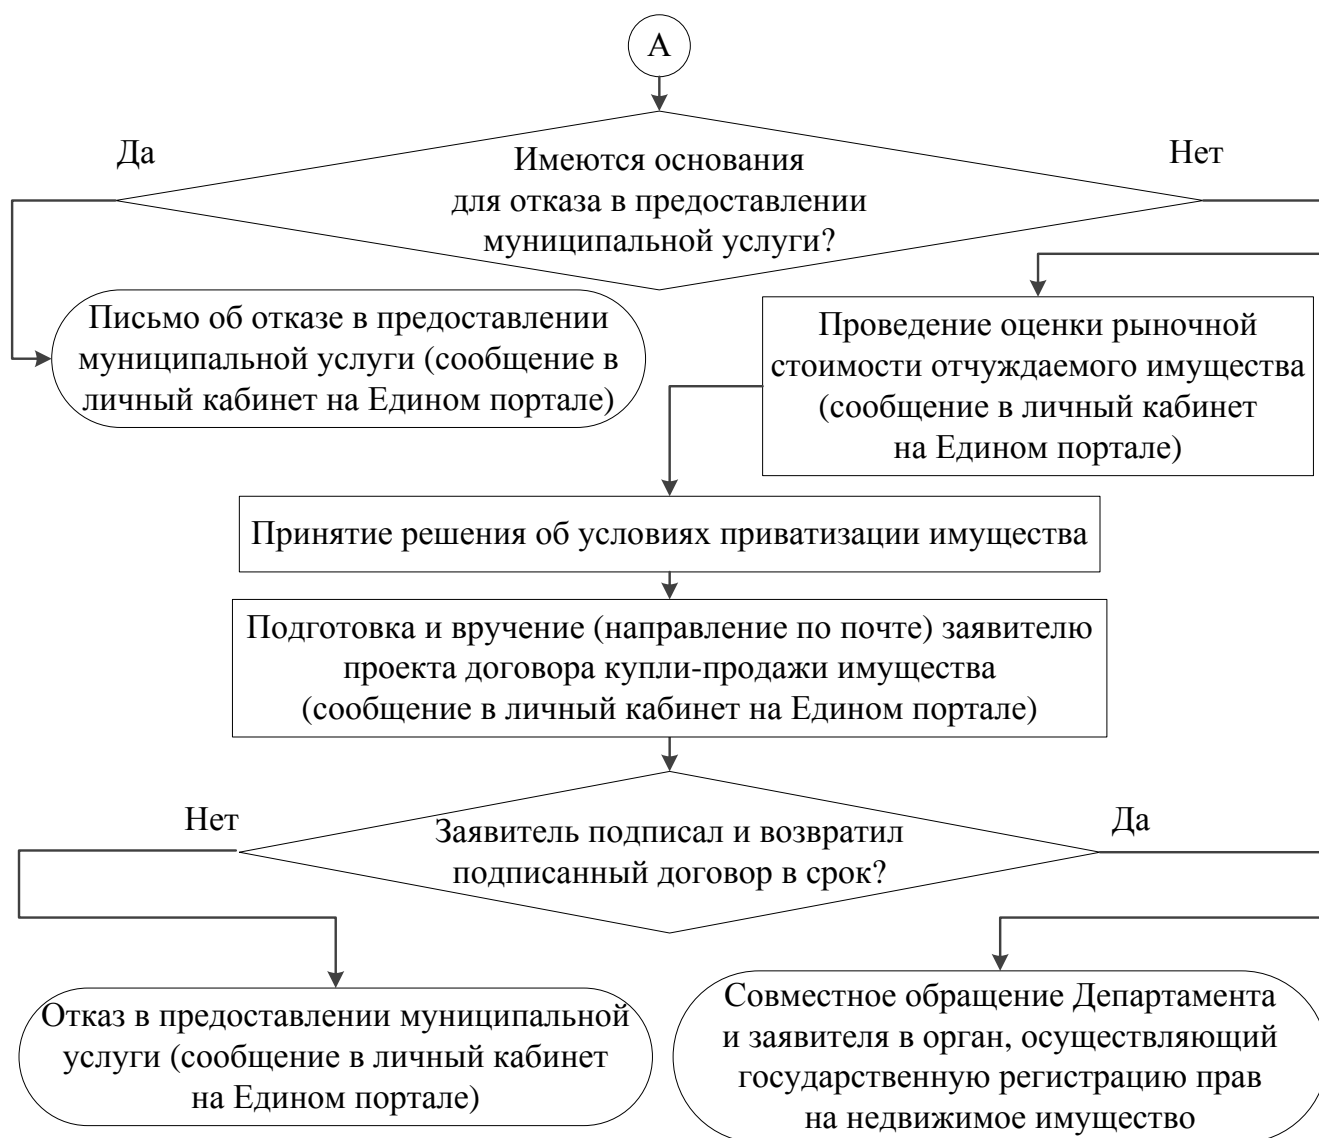 А
Да
Нет
Имеются основания
для отказа в предоставлении
муниципальной услуги?
Письмо об отказе в предоставлении
муниципальной услуги (сообщение в
личный кабинет на Едином портале)
Проведение оценки рыночной
стоимости отчуждаемого имущества
(сообщение в личный кабинет
на Едином портале)
Принятие решения об условиях приватизации имущества
Подготовка и вручение (направление по почте) заявителю
проекта договора купли-продажи имущества
(сообщение в личный кабинет на Едином портале)
Нет
Да
Заявитель подписал и возвратил
подписанный договор в срок?
Отказ в предоставлении муниципальной
услуги (сообщение в личный кабинет
на Едином портале)
Совместное обращение Департамента
и заявителя в орган, осуществляющий
государственную регистрацию прав
на недвижимое имущество